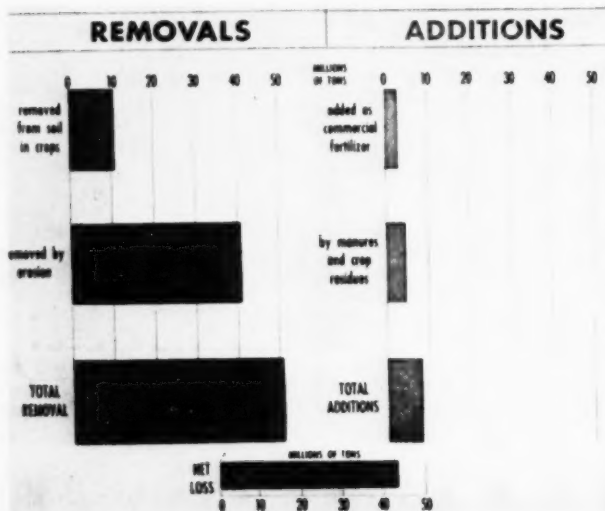 REMOVALS
ADDITIONS
0 10 20 30 40 50
MILLIONS
OF TONS
0 10 20 30 40 50
removed
from soil
in crops
added as
commercial
fertilizer
emoved by
erosion
by manures
and crop
residues
TOTAL
REMOVAL
TOTAL
ADDITIONS
NET
LOSS
MILLIONS OF TONS
0 10 20 30 40 50